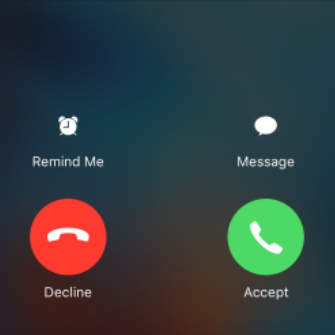 Remind Me
Message
Decline
Accept